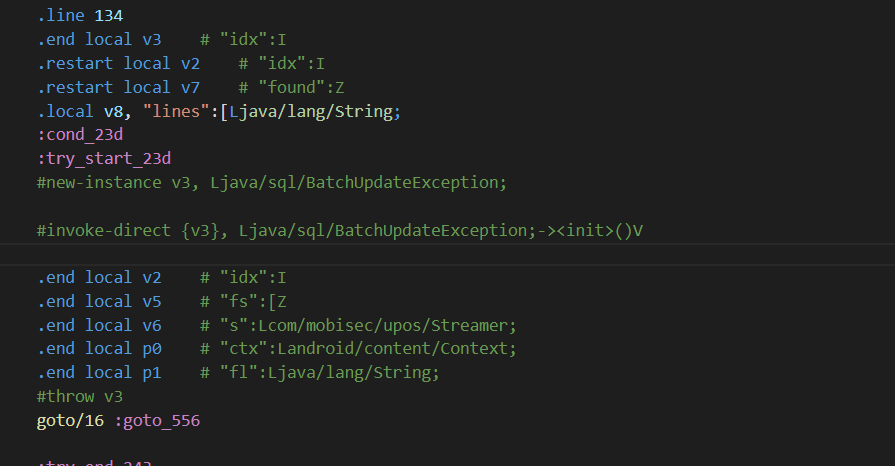 .line 134
.end local v3    # "idx":I
.restart local v2    # "idx":I
.restart local v7    # "found":Z
.local v8, "lines":[Ljava/lang/String;
:cond_23d
:try_start_23d
#new-instance v3, Ljava/sql/BatchUpdateException;
#invoke-direct {v3}, Ljava/sql/BatchUpdateException;-><init>()V
.end local v2    # "idx":I
.end local v5    # "fs":[Z
.end local v6    # "s":Lcom/mobisec/upos/Streamer;
.end local p0    # "ctx":Landroid/content/Context;
.end local p1    # "fl":Ljava/lang/String;
#throw v3
goto/16 :goto_556
:try_end_243